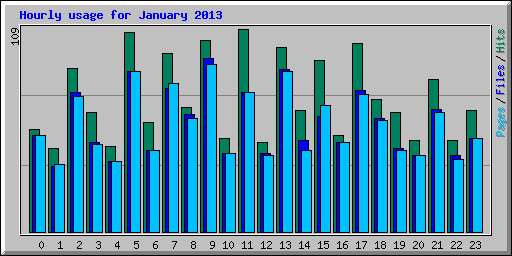 Hourly usage for January 2013
109
Pages/Files/Hits
0 1 2 3 4 5 6 7 8 9 10 11 12 13 14 15 16 17 18 19 20 21 22 23